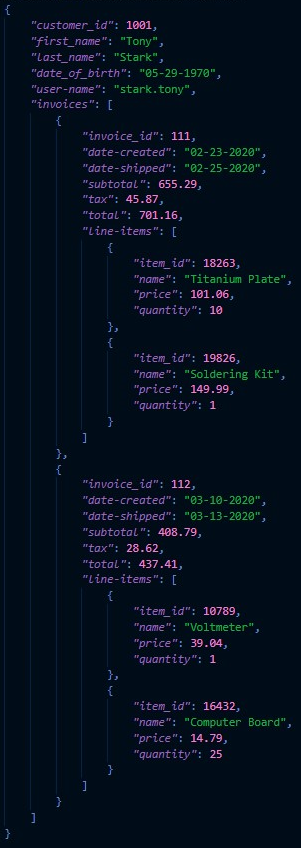 {
    "customer_id": 1001,
    "first_name": "Tony",
    "last_name": "Stark",
    "date_of_birth": "05-29-1970",
    "user-name": "stark.tony",
    "invoices": [
        {
            "invoice_id": 111,
            "date-created": "02-23-2020",
            "date-shipped": "02-25-2020",
            "subtotal": 655.29,
            "tax": 45.87,
            "total": 701.16,
            "line-items": [
                {
                    "item_id": 18263,
                    "name": "Titanium Plate",
                    "price": 101.06,
                    "quantity": 10
                },
                {
                    "item_id": 19826,
                    "name": "Soldering Kit",
                    "price": 149.99,
                    "quantity": 1
                }
            ]
        },
        {
            "invoice_id": 112,
            "date-created": "03-10-2020",
            "date-shipped": "03-13-2020",
            "subtotal": 408.79,
            "tax": 28.62,
            "total": 437.41,
            "line-items": [
                {
                    "item_id": 10789,
                    "name": "Voltmeter",
                    "price": 39.04,
                    "quantity": 1
                },
                {
                    "item_id": 16432,
                    "name": "Computer Board",
                    "price": 14.79,
                    "quantity": 25
                }
            ]
        }
    ]
}